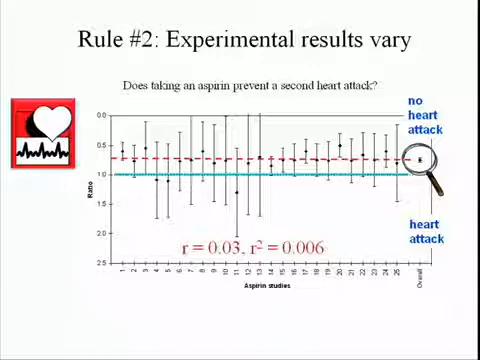 Rule #2: Experimental results vary
Does taking an aspirin prevent a second heart attack?
no
heart
attack
0.0
0.5
1.0
1.5
2.0
2.5
Ratio
heart
attack
r = 0.03, r² = 0.006
1 2 3 4 5 6 7 8 9 10 11 12 13 14 15 16 17 18 19 20 21 22 23 24 25 Overall
Aspirin studies